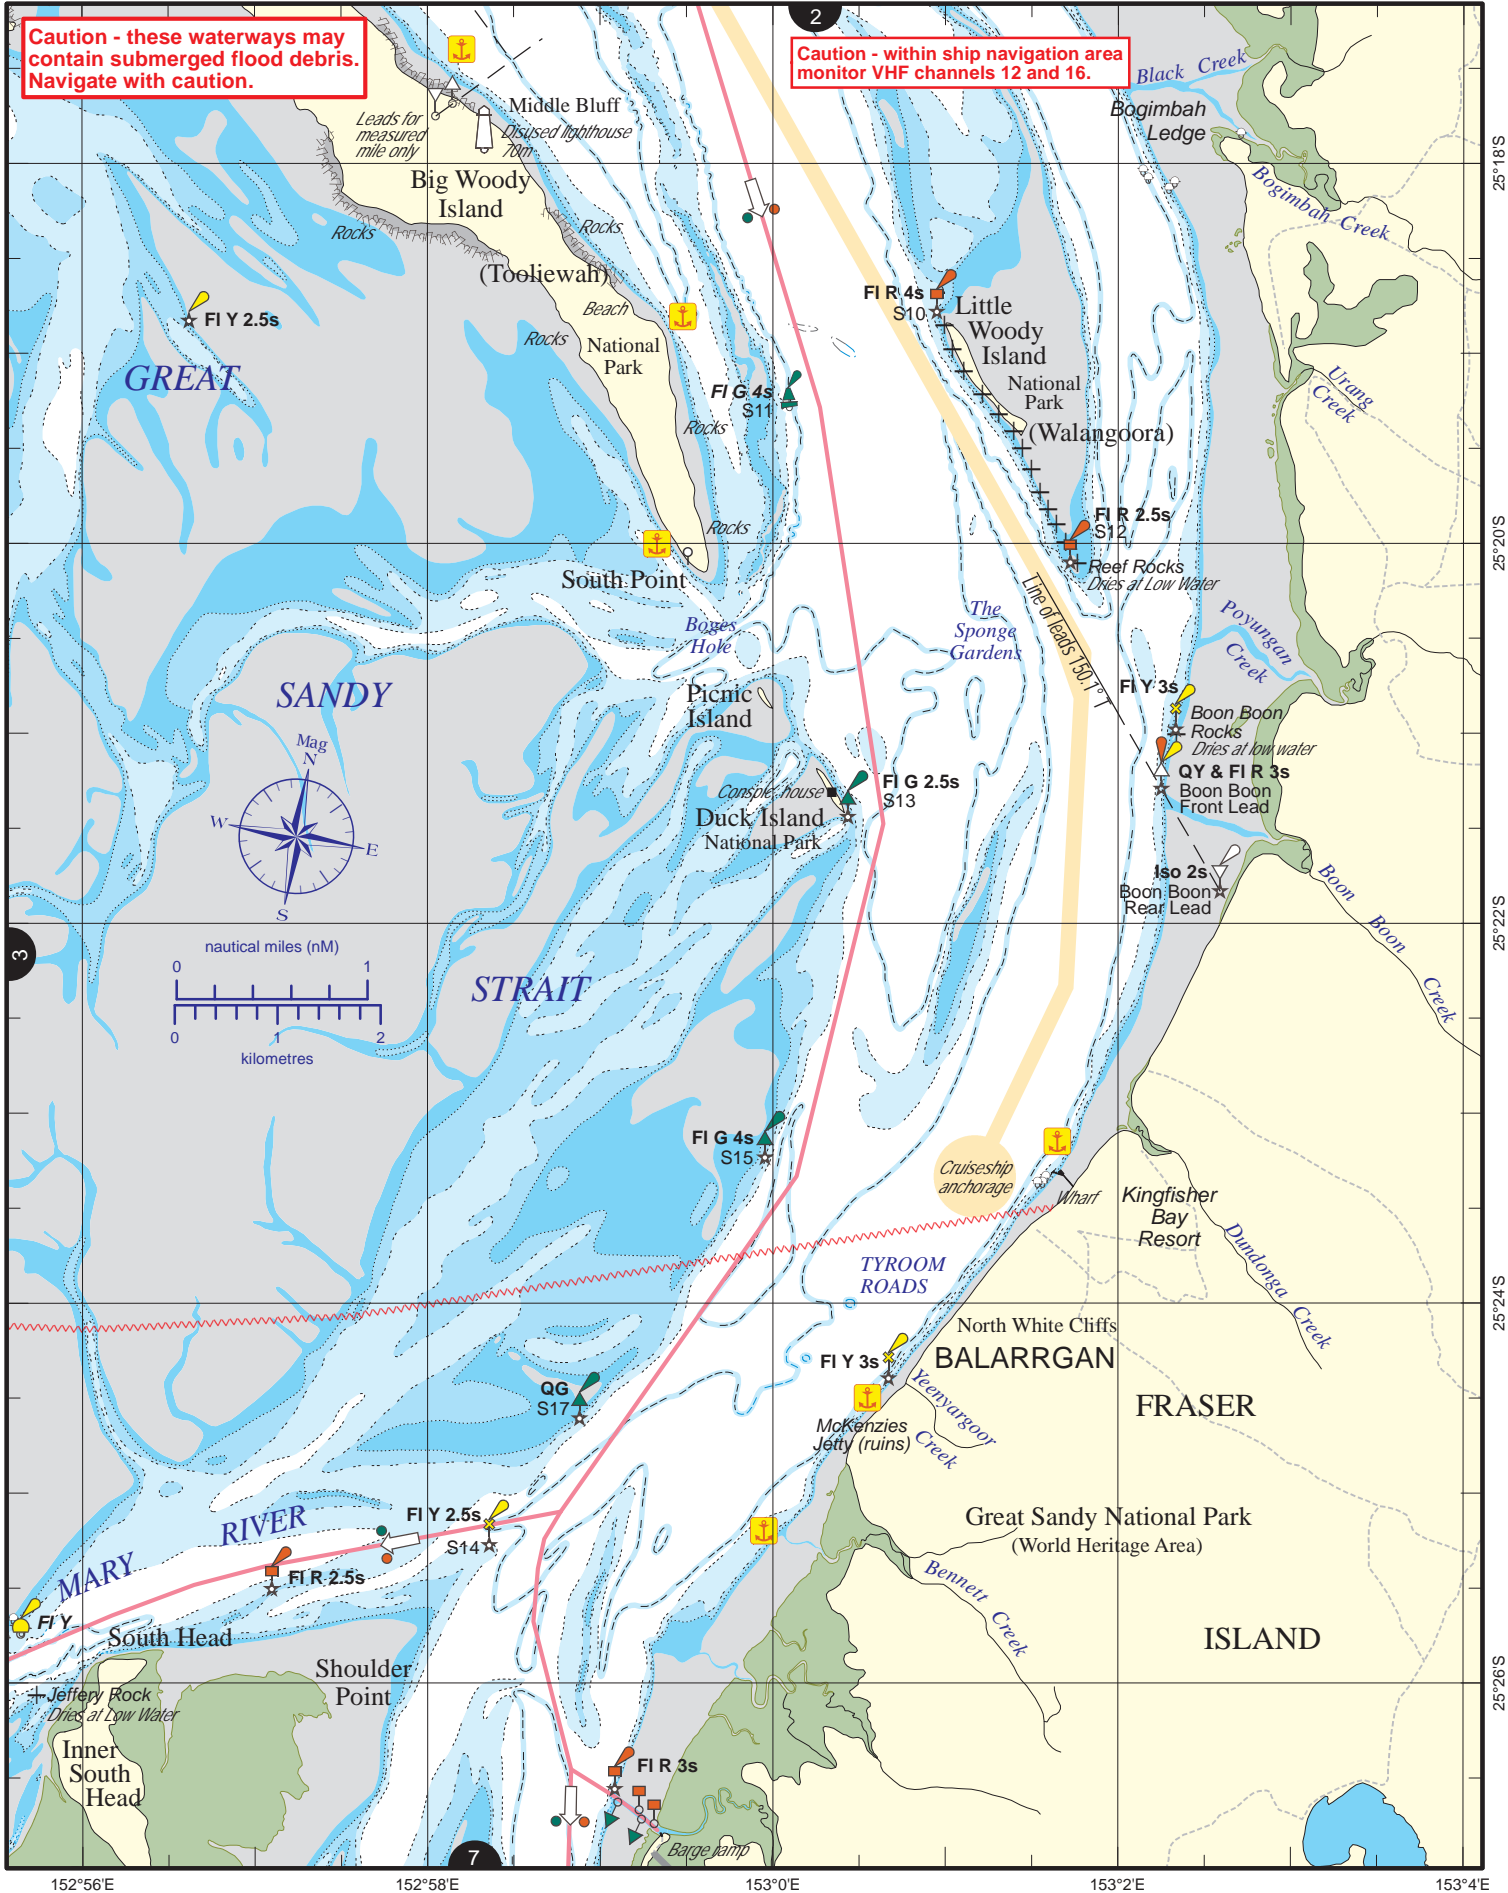 Caution - these waterways may
contain submerged flood debris.
Navigate with caution.
2
Caution - within ship navigation area
monitor VHF channels 12 and 16.
Black Creek
Bogimbah
Ledge
Middle Bluff
Leads for
measured
mile only
Disused lighthouse
70m
25°18'S
Big Woody
Island
Bogimbah Creek
Rocks
Rocks
(Tooliewah)
Fl Y 2.5s
Beach
Rocks
National
Park
Fl R 4s
S10
Little
Woody
Island
National
Park
(Walangoora)
GREAT
Fl G 4s
S11
Rocks
Urang
Creek
Fl R 2.5s
S12
Rocks
25°20'S
Reef Rocks
Dries at Low Water
South Point
Line of leads 150.1° T
The
Sponge
Gardens
Boges
Hole
Poyungan
Creek
SANDY
Picnic
Island
Fl Y 3s
Boon Boon
Rocks
Dries at low water
Mag
N
W
E
S
Conspic. house
Fl G 2.5s
S13
Duck Island
National Park
QY & Fl R 3s
Boon Boon
Front Lead
Iso 2s
Boon Boon
Rear Lead
Boon Boon Creek
25°22'S
3
nautical miles (nM)
0 1
0 1 2
kilometres
STRAIT
Fl G 4s
S15
Cruiseship
anchorage
Wharf
Kingfisher
Bay
Resort
Dundonga Creek
TYROOM
ROADS
25°24'S
North White Cliffs
Fl Y 3s
BALARRGAN
QG
S17
Yeenyargoor
Creek
McKenzies
Jetty (ruins)
FRASER
Fl Y 2.5s
S14
MARY RIVER
Great Sandy National Park
(World Heritage Area)
Fl R 2.5s
Bennett Creek
Fl Y
South Head
ISLAND
Shoulder
Point
25°26'S
Jeffery Rock
Dries at Low Water
Inner
South
Head
Fl R 3s
Barge ramp
7
152°56'E
152°58'E
153°0'E
153°2'E
153°4'E